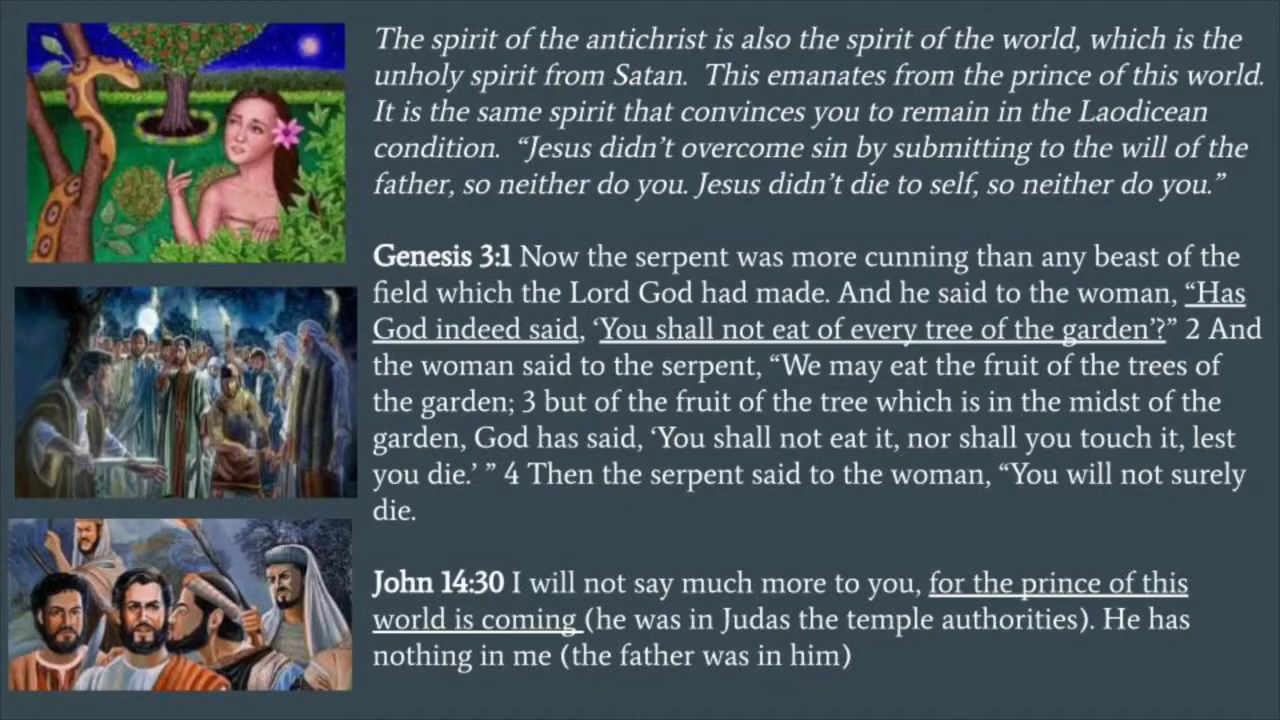 The spirit of the antichrist is also the spirit of the world, which is the
unholy spirit from Satan.  This emanates from the prince of this world.
It is the same spirit that convinces you to remain in the Laodicean
condition.  “Jesus didn’t overcome sin by submitting to the will of the
father, so neither do you. Jesus didn’t die to self, so neither do you.”
Genesis 3:1 Now the serpent was more cunning than any beast of the
field which the Lord God had made. And he said to the woman, “Has
God indeed said, ‘You shall not eat of every tree of the garden’?” 2 And
the woman said to the serpent, “We may eat the fruit of the trees of
the garden; 3 but of the fruit of the tree which is in the midst of the
garden, God has said, ‘You shall not eat it, nor shall you touch it, lest
you die.’ ” 4 Then the serpent said to the woman, “You will not surely
die.
John 14:30 I will not say much more to you, for the prince of this
world is coming (he was in Judas the temple authorities). He has
nothing in me (the father was in him)